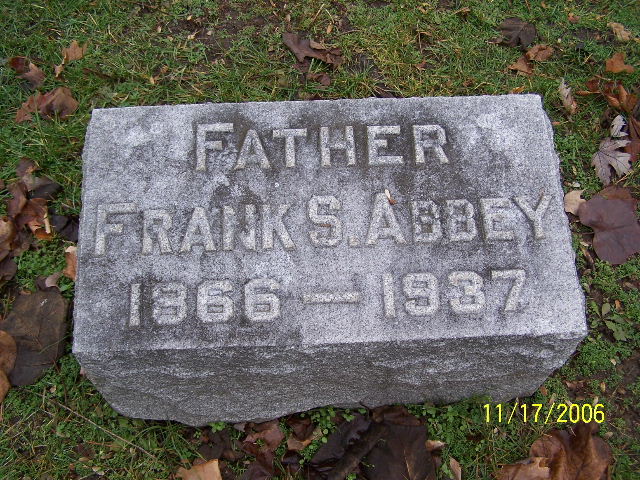 FATHER
FRANK S. ABBEY
1866 — 1937
11/17/2006